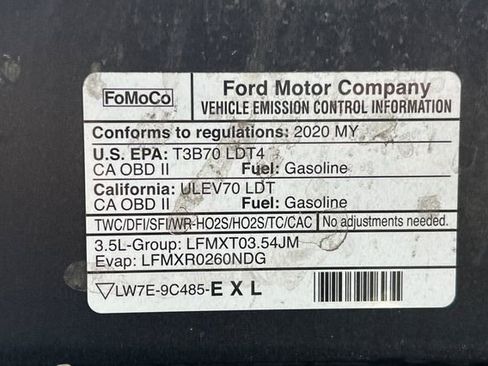 FoMoCo
Ford Motor Company
VEHICLE EMISSION CONTROL INFORMATION
Conforms to regulations: 2020 MY
U.S. EPA: T3B70 LDT4
CA OBD II Fuel: Gasoline
California: ULEV70 LDT
CA OBD II Fuel: Gasoline
TWC/DFI/SFI/WR-HO2S/HO2S/TC/CAC No adjustments needed.
3.5L-Group: LFMXT03.54JM
Evap: LFMXR0260NDG
LW7E-9C485-E X L